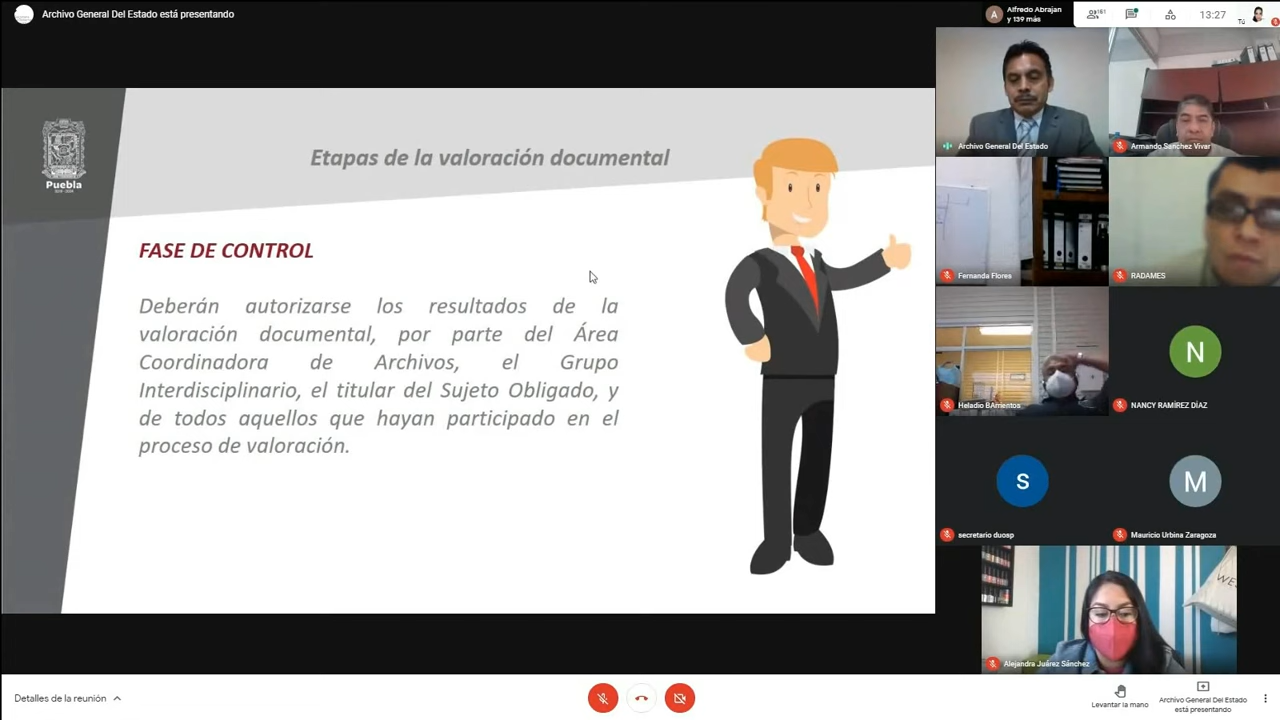 Archivo General Del Estado está presentando
A
Alfredo Abrajan
y 139 más
161
13:27
Tú
Puebla
Etapas de la valoración documental
FASE DE CONTROL
Deberán autorizarse los resultados de la
valoración documental, por parte del Área
Coordinadora de Archivos, el Grupo
Interdisciplinario, el titular del Sujeto Obligado, y
de todos aquellos que hayan participado en el
proceso de valoración.
Archivo General Del Estado
Armando Sanchez Vivar
Fernanda Flores
RADAMES
Heladio BArrientos
N
NANCY RAMÍREZ DÍAZ
s
secretario duosp
M
Mauricio Urbina Zaragoza
WE
Alejandra Juárez Sánchez
Detalles de la reunión
Levantar la mano
Archivo General Del Estado
está presentando